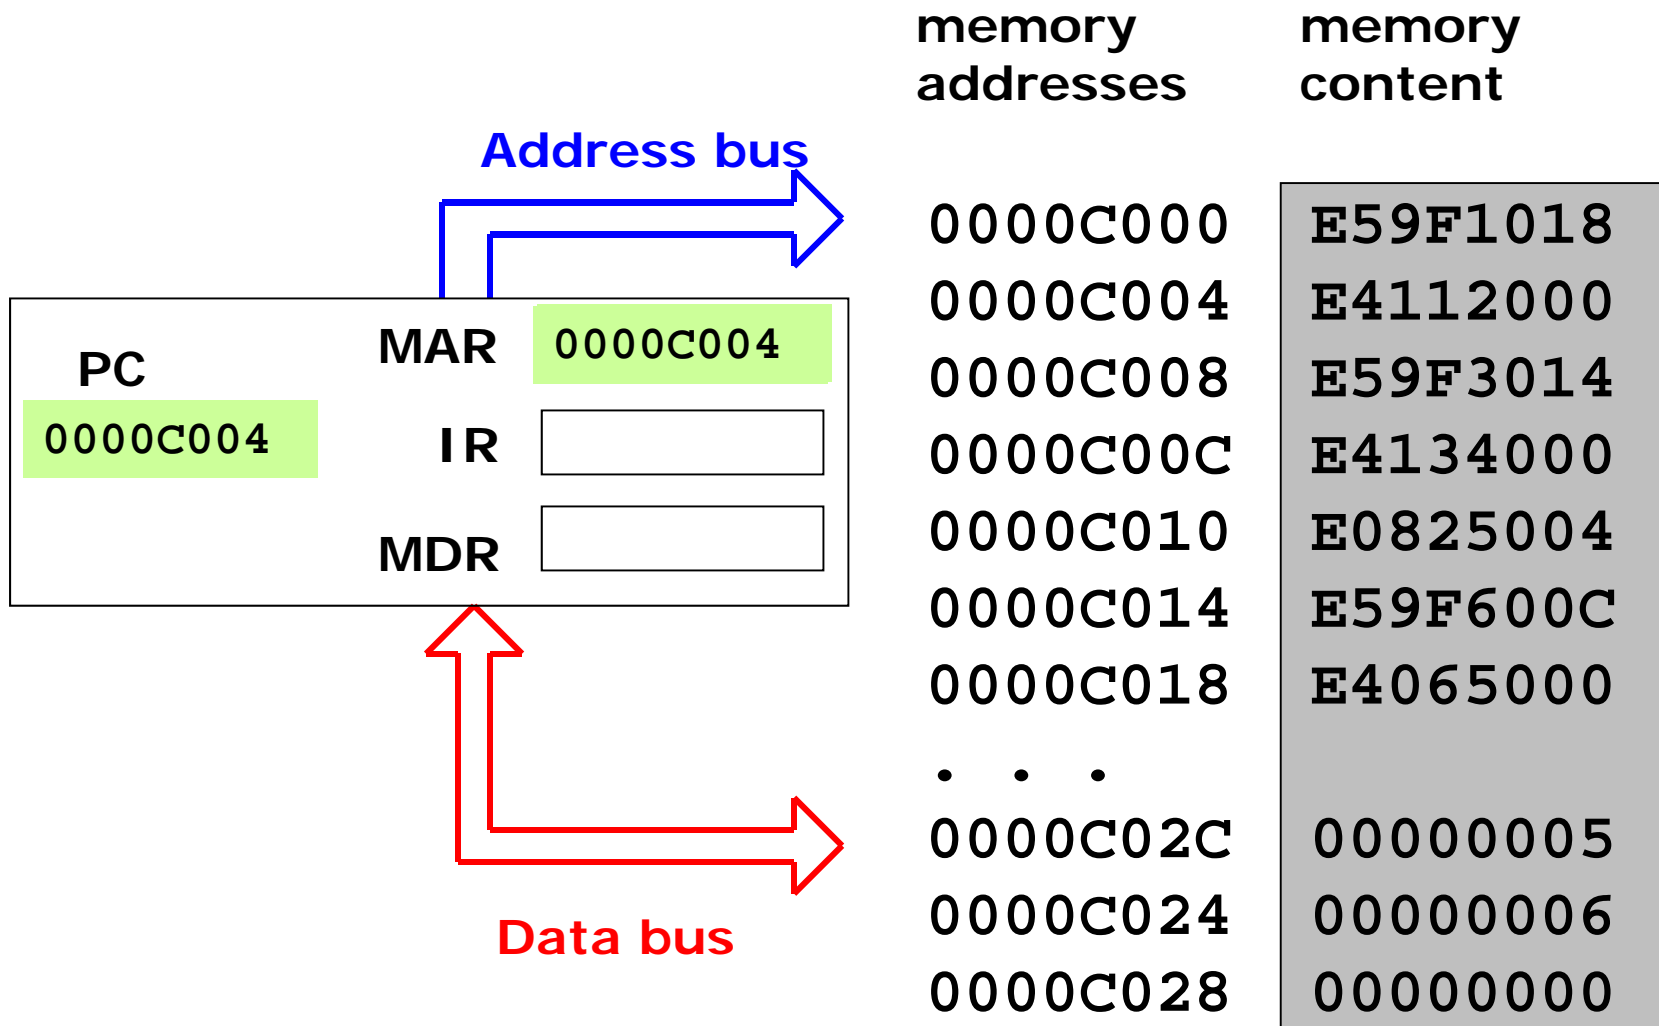 memory addresses
memory content
Address bus
PC
0000C004
MAR 0000C004
IR
MDR
Data bus
0000C000 E59F1018
0000C004 E4112000
0000C008 E59F3014
0000C00C E4134000
0000C010 E0825004
0000C014 E59F600C
0000C018 E4065000
. . .
0000C02C 00000005
0000C024 00000006
0000C028 00000000